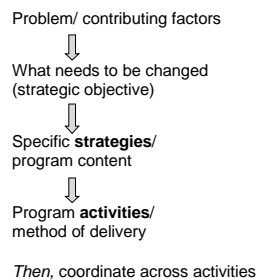 Problem/ contributing factors
What needs to be changed
(strategic objective)
Specific strategies/
program content
Program activities/
method of delivery
Then, coordinate across activities